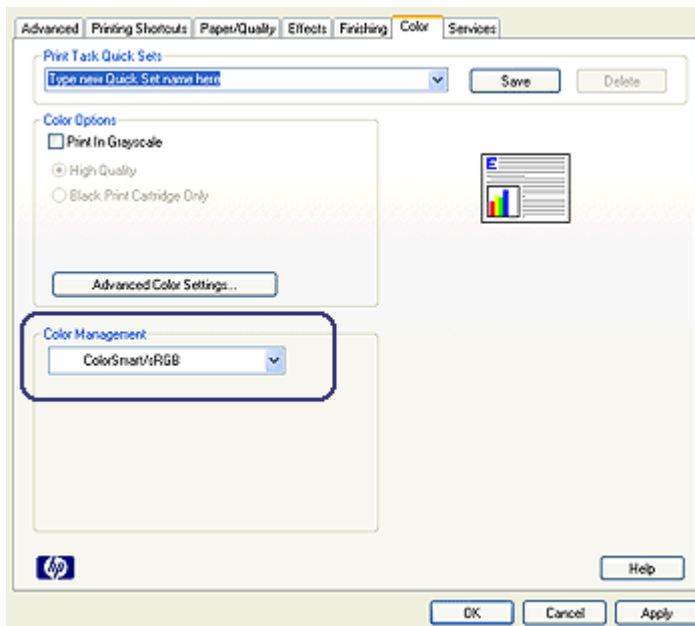 Advanced Printing Shortcuts Paper/Quality Effects Finishing Color Services
Print Task Quick Sets
Type new Quick Set name here Save Delete
Color Options
Print In Grayscale
High Quality
Black Print Cartridge Only
E
Advanced Color Settings...
Color Management
ColorSmart/sRGB
hp Help
OK Cancel Apply